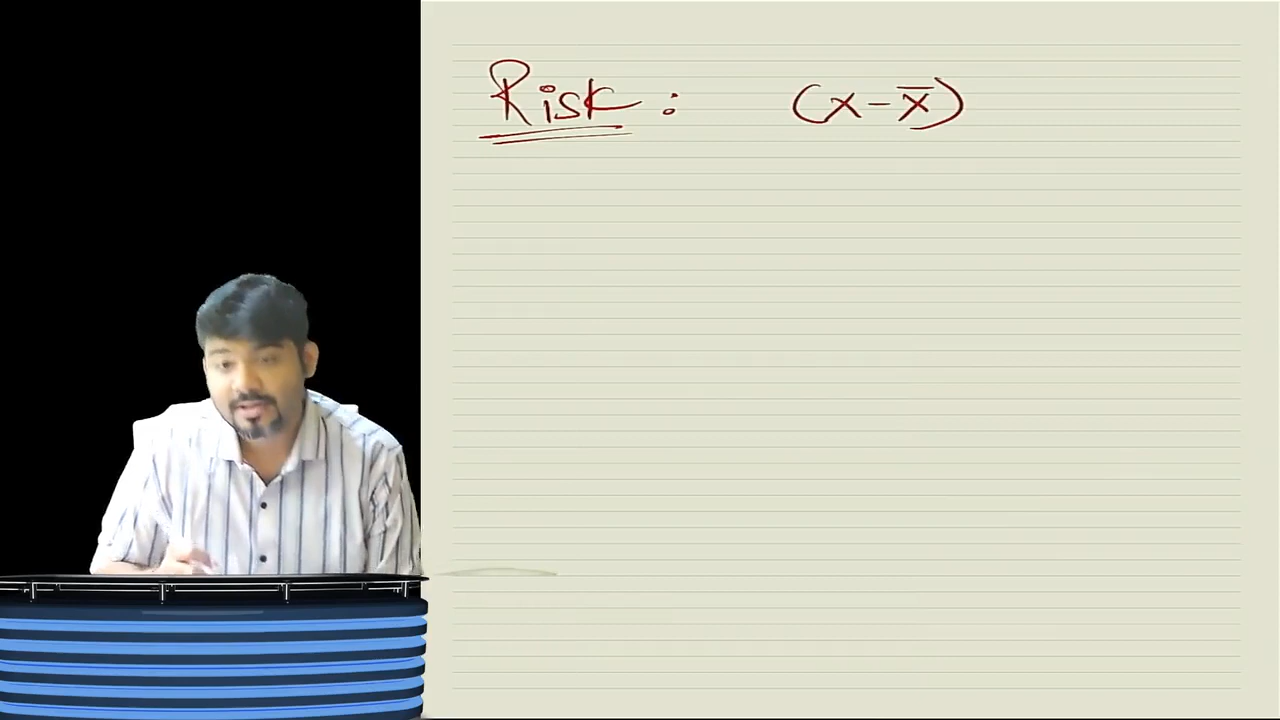 Risk : (x - x̄)